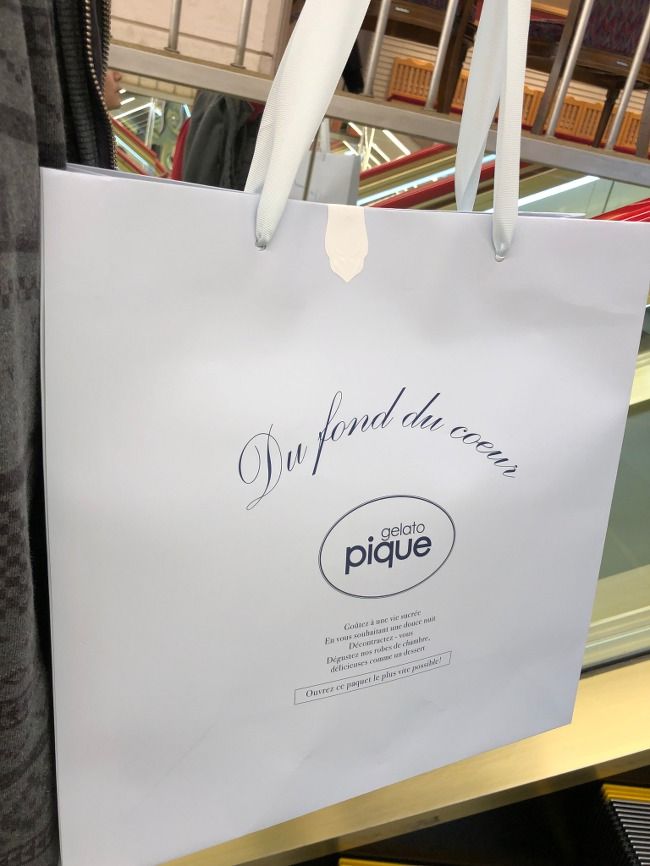 Du fond du coeur
gelato
pique
Goûtez à une vie sucrée
En vous souhaitant une douce nuit
Décontractez - vous
Dégustez nos robes de chambre,
délicieuses comme un dessert
Ouvrez ce paquet le plus vite possible!